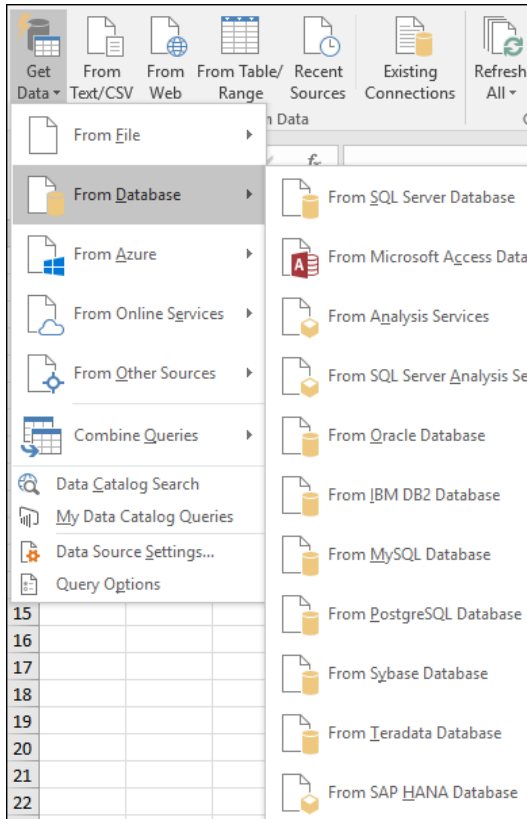 Get From From From Table/ Recent Existing Refresh
Data Text/CSV Web Range Sources Connections All
Data
From File
fx
From Database
From SQL Server Database
From Azure
From Microsoft Access Data
From Online Services
From Analysis Services
From Other Sources
From SQL Server Analysis Se
Combine Queries
From Oracle Database
Data Catalog Search
From IBM DB2 Database
My Data Catalog Queries
Data Source Settings...
From MySQL Database
Query Options
15
From PostgreSQL Database
16
17
From Sybase Database
18
19
From Teradata Database
20
21
From SAP HANA Database
22